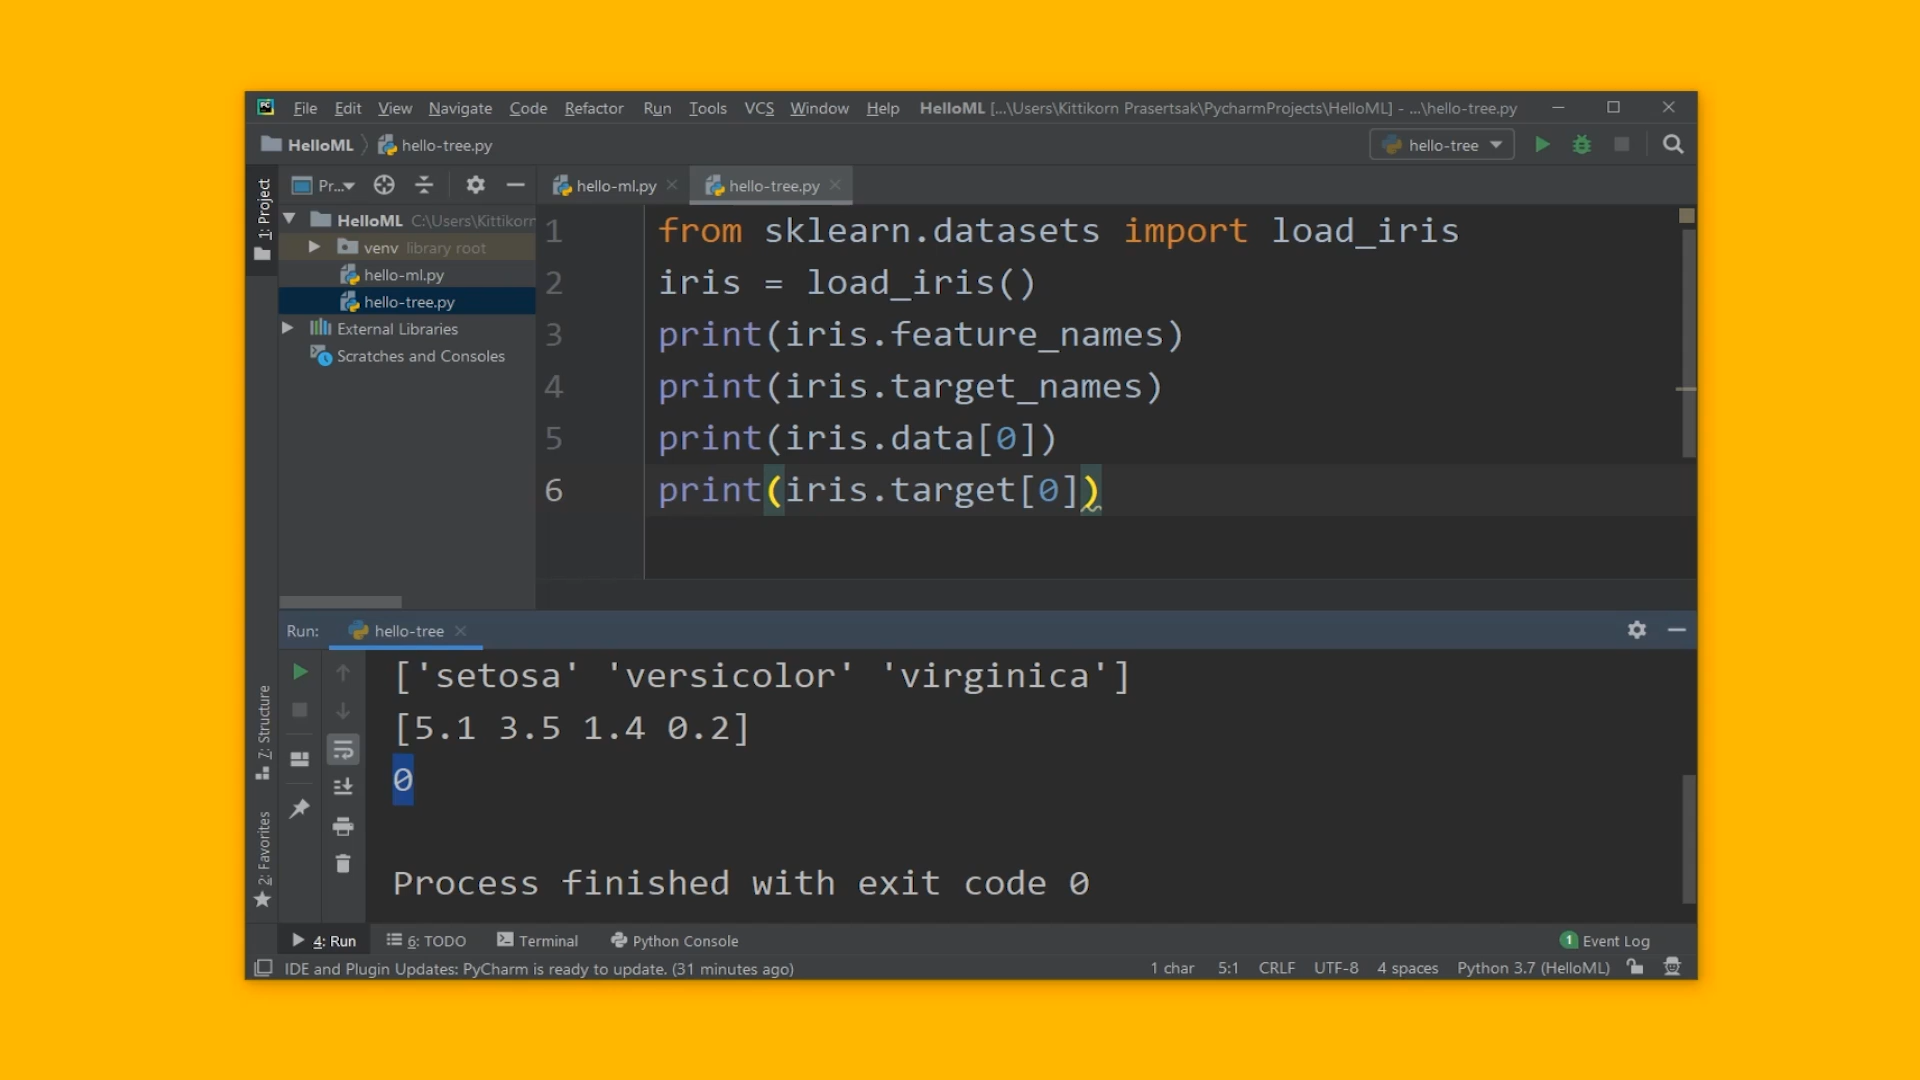 File Edit View Navigate Code Refactor Run Tools VCS Window Help HelloML [...\Users\Kittikorn Prasertsak\PycharmProjects\HelloML] - ...\hello-tree.py
HelloML hello-tree.py hello-tree
1: Project
Pr... hello-ml.py hello-tree.py
HelloML C:\Users\Kittikorn
venv library root
hello-ml.py
hello-tree.py
External Libraries
Scratches and Consoles
1 from sklearn.datasets import load_iris
2 iris = load_iris()
3 print(iris.feature_names)
4 print(iris.target_names)
5 print(iris.data[0])
6 print(iris.target[0])
Run: hello-tree
['setosa' 'versicolor' 'virginica']
[5.1 3.5 1.4 0.2]
0
Process finished with exit code 0
7: Structure
2: Favorites
4: Run 6: TODO Terminal Python Console 1 Event Log
IDE and Plugin Updates: PyCharm is ready to update. (31 minutes ago) 1 char 5:1 CRLF UTF-8 4 spaces Python 3.7 (HelloML)